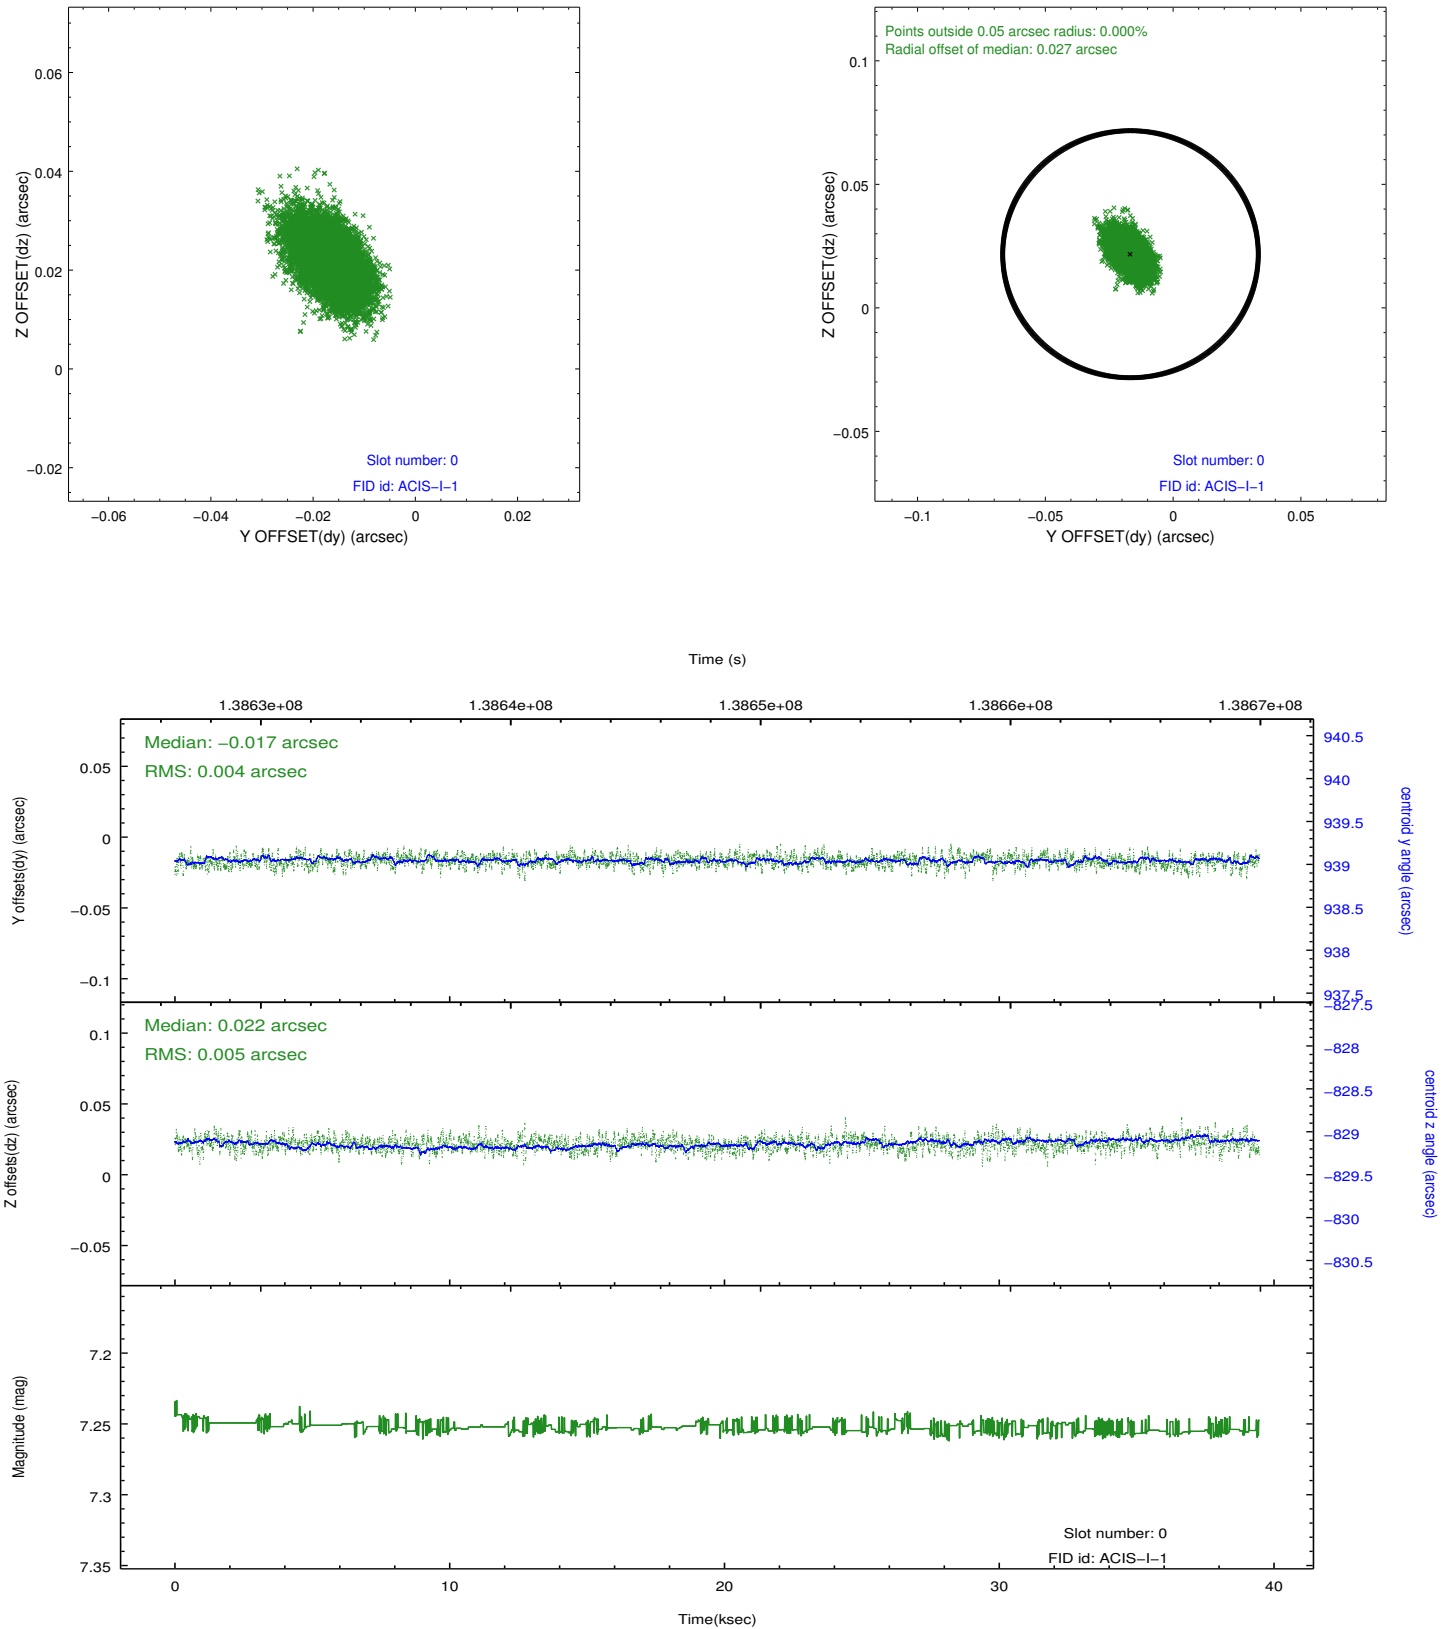 0.06
0.04
0.02
0
−0.02
Z OFFSET(dz) (arcsec)
Slot number: 0
FID id: ACIS−I−1
−0.06 −0.04 −0.02 0 0.02
Y OFFSET(dy) (arcsec)
Points outside 0.05 arcsec radius: 0.000%
Radial offset of median: 0.027 arcsec
0.1
0.05
0
−0.05
Z OFFSET(dz) (arcsec)
Slot number: 0
FID id: ACIS−I−1
−0.1 −0.05 0 0.05
Y OFFSET(dy) (arcsec)
Time (s)
1.3863e+08 1.3864e+08 1.3865e+08 1.3866e+08 1.3867e+08
Median: −0.017 arcsec
RMS: 0.004 arcsec
0.05
0
−0.05
−0.1
Y offsets(dy) (arcsec)
940.5
940
939.5
939
938.5
938
937.5
centroid y angle (arcsec)
Median: 0.022 arcsec
RMS: 0.005 arcsec
0.1
0.05
0
−0.05
Z offsets(dz) (arcsec)
−827.5
−828
−828.5
−829
−829.5
−830
−830.5
centroid z angle (arcsec)
7.2
7.25
7.3
7.35
Magnitude (mag)
Slot number: 0
FID id: ACIS−I−1
0 10 20 30 40
Time(ksec)